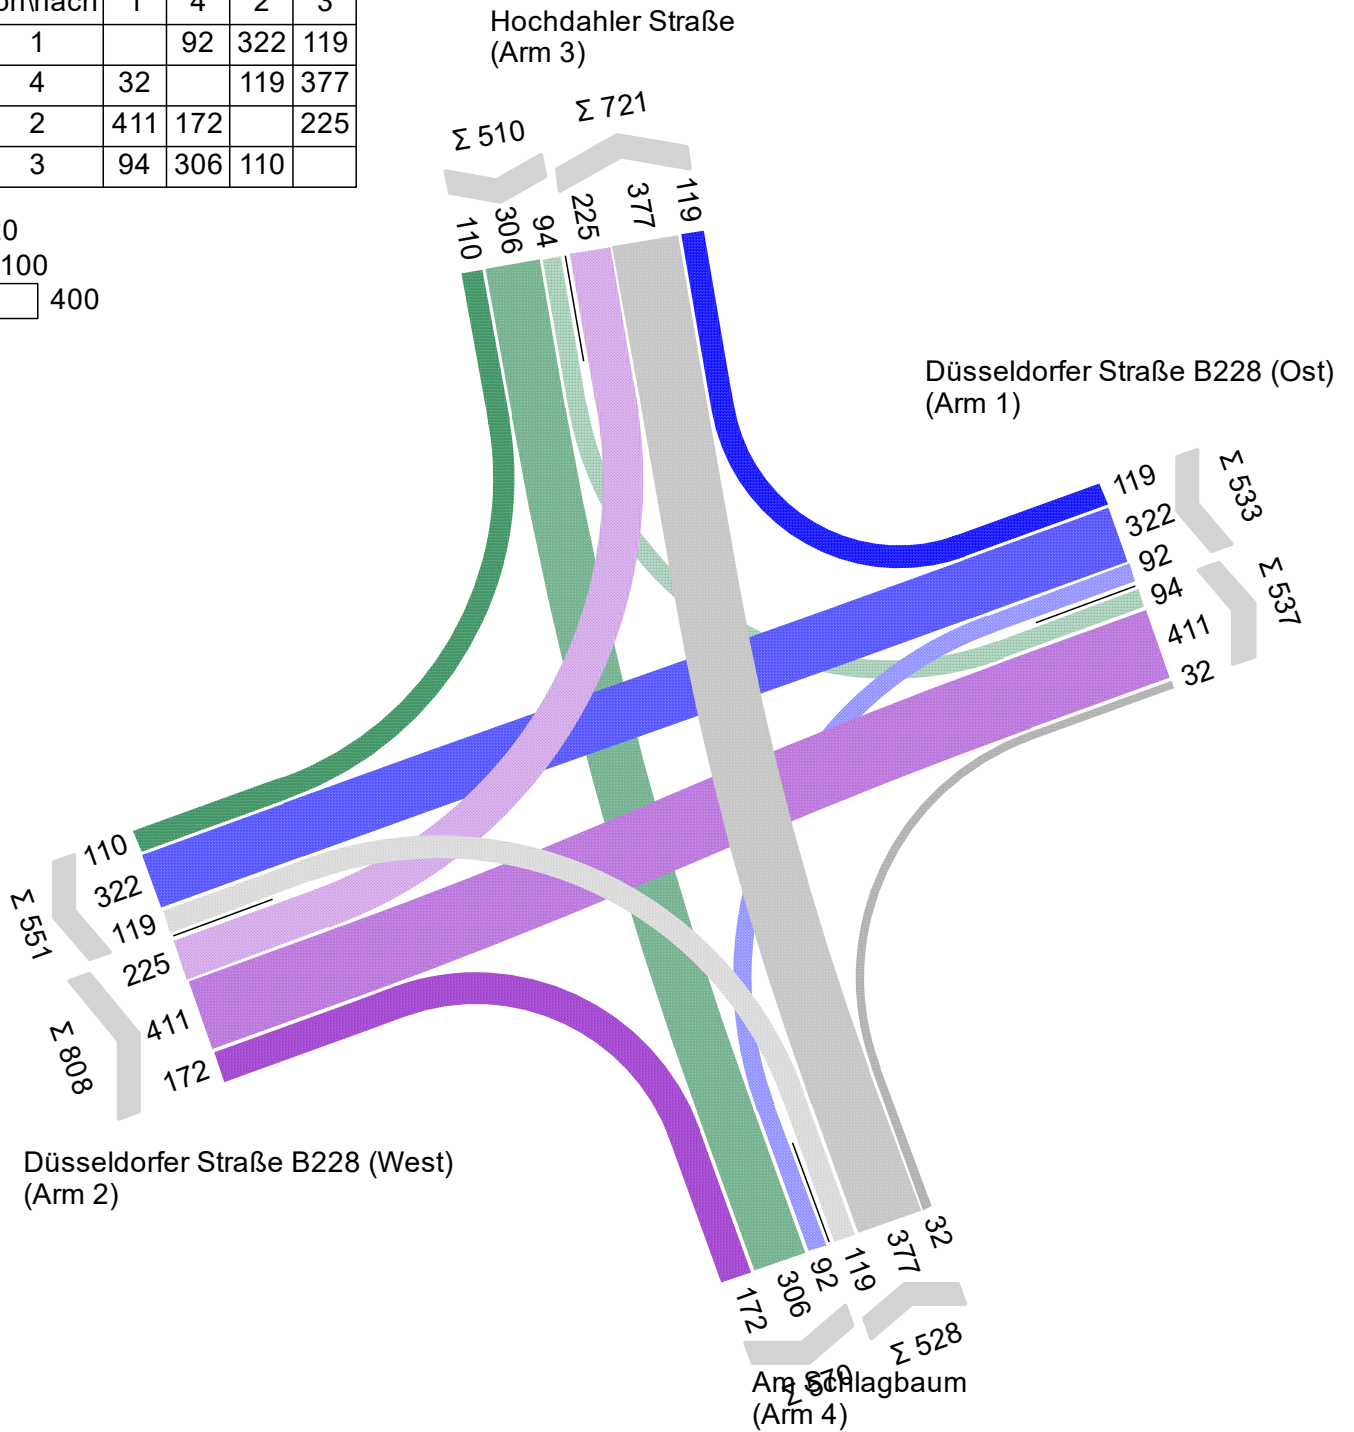 1 4 2 3
1 92 322 119
4 32 119 377
2 411 172 225
3 94 306 110
100
400
Hochdahler Straße
(Arm 3)
Σ 510 Σ 721
110 306 94 225 377 119
Düsseldorfer Straße B228 (Ost)
(Arm 1)
119
322
92
94
411
32
Σ 533
Σ 537
110
322
119
225
411
172
Σ 551
Σ 808
Düsseldorfer Straße B228 (West)
(Arm 2)
172 306 92 119 377 32
Σ 528
Σ 570
Am Schlagbaum
(Arm 4)